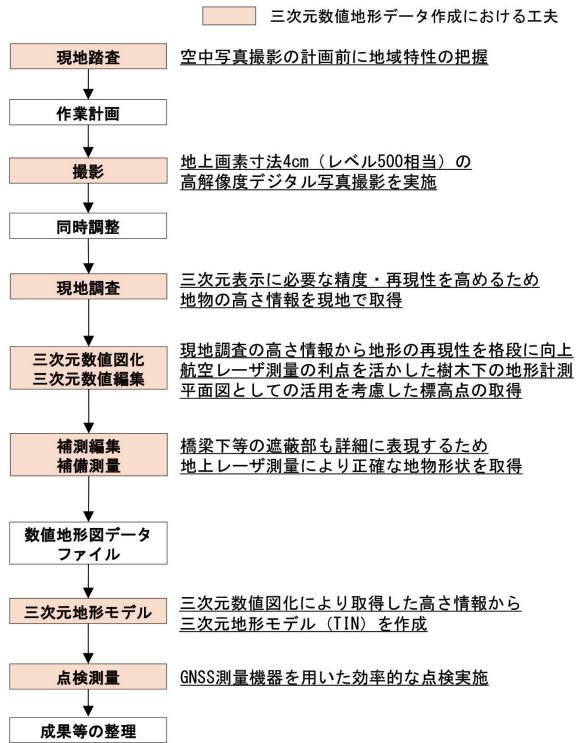 三次元数値地形データ作成における工夫
現地踏査
空中写真撮影の計画前に地域特性の把握
作業計画
撮影
地上画素寸法4cm（レベル500相当）の
高解像度デジタル写真撮影を実施
同時調整
現地調査
三次元表示に必要な精度・再現性を高めるため
地物の高さ情報を現地で取得
三次元数値図化
三次元数値編集
現地調査の高さ情報から地形の再現性を格段に向上
航空レーザ測量の利点を活かした樹木下の地形計測
平面図としての活用を考慮した標高点の取得
補測編集
補備測量
橋梁下等の遮蔽部も詳細に表現するため
地上レーザ測量により正確な地物形状を取得
数値地形図データ
ファイル
三次元地形モデル
三次元数値図化により取得した高さ情報から
三次元地形モデル（TIN）を作成
点検測量
GNSS測量機器を用いた効率的な点検実施
成果等の整理